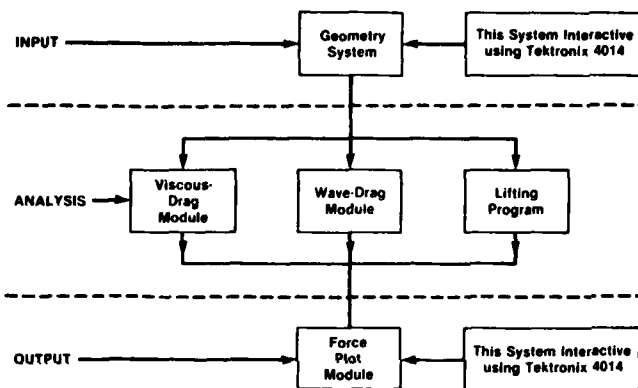 INPUT
Geometry
System
This System Interactive
using Tektronix 4014
ANALYSIS
Viscous-
Drag
Module
Wave-Drag
Module
Lifting
Program
OUTPUT
Force
Plot
Module
This System Interactive
using Tektronix 4014